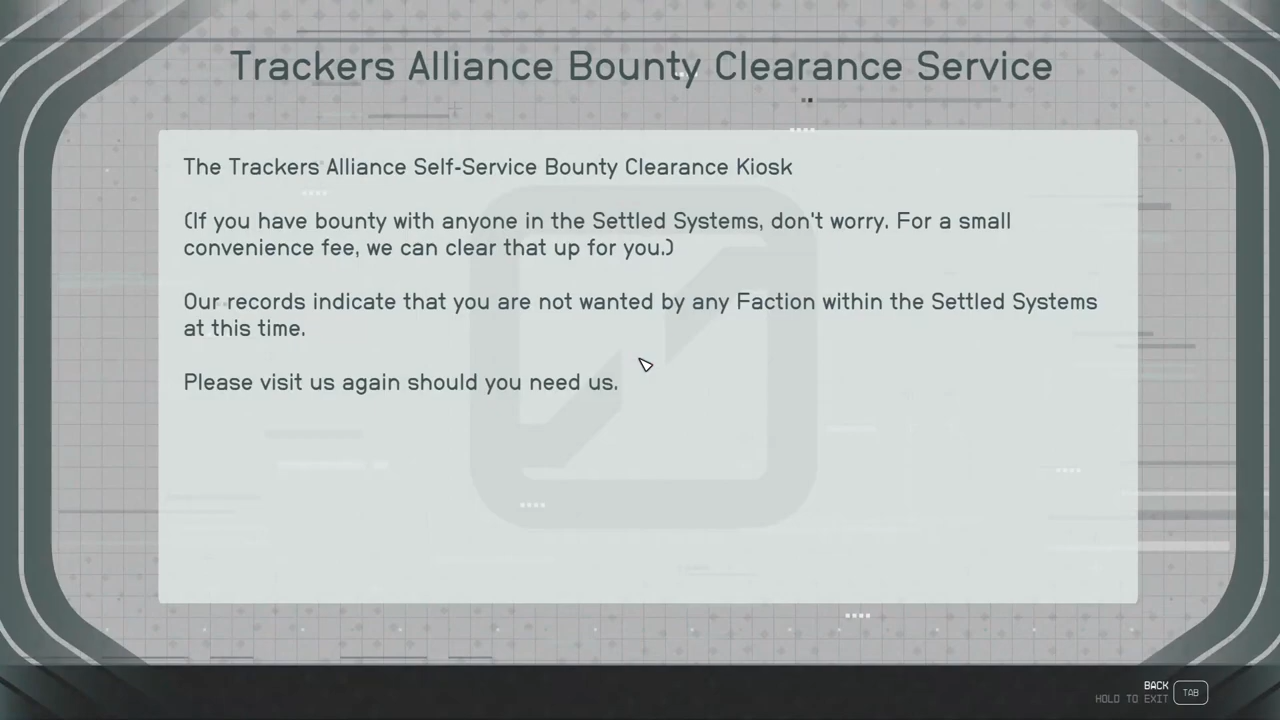 Trackers Alliance Bounty Clearance Service
The Trackers Alliance Self-Service Bounty Clearance Kiosk
(If you have bounty with anyone in the Settled Systems, don't worry. For a small
convenience fee, we can clear that up for you.)
Our records indicate that you are not wanted by any Faction within the Settled Systems
at this time.
Please visit us again should you need us.
BACK
HOLD TO EXIT TAB